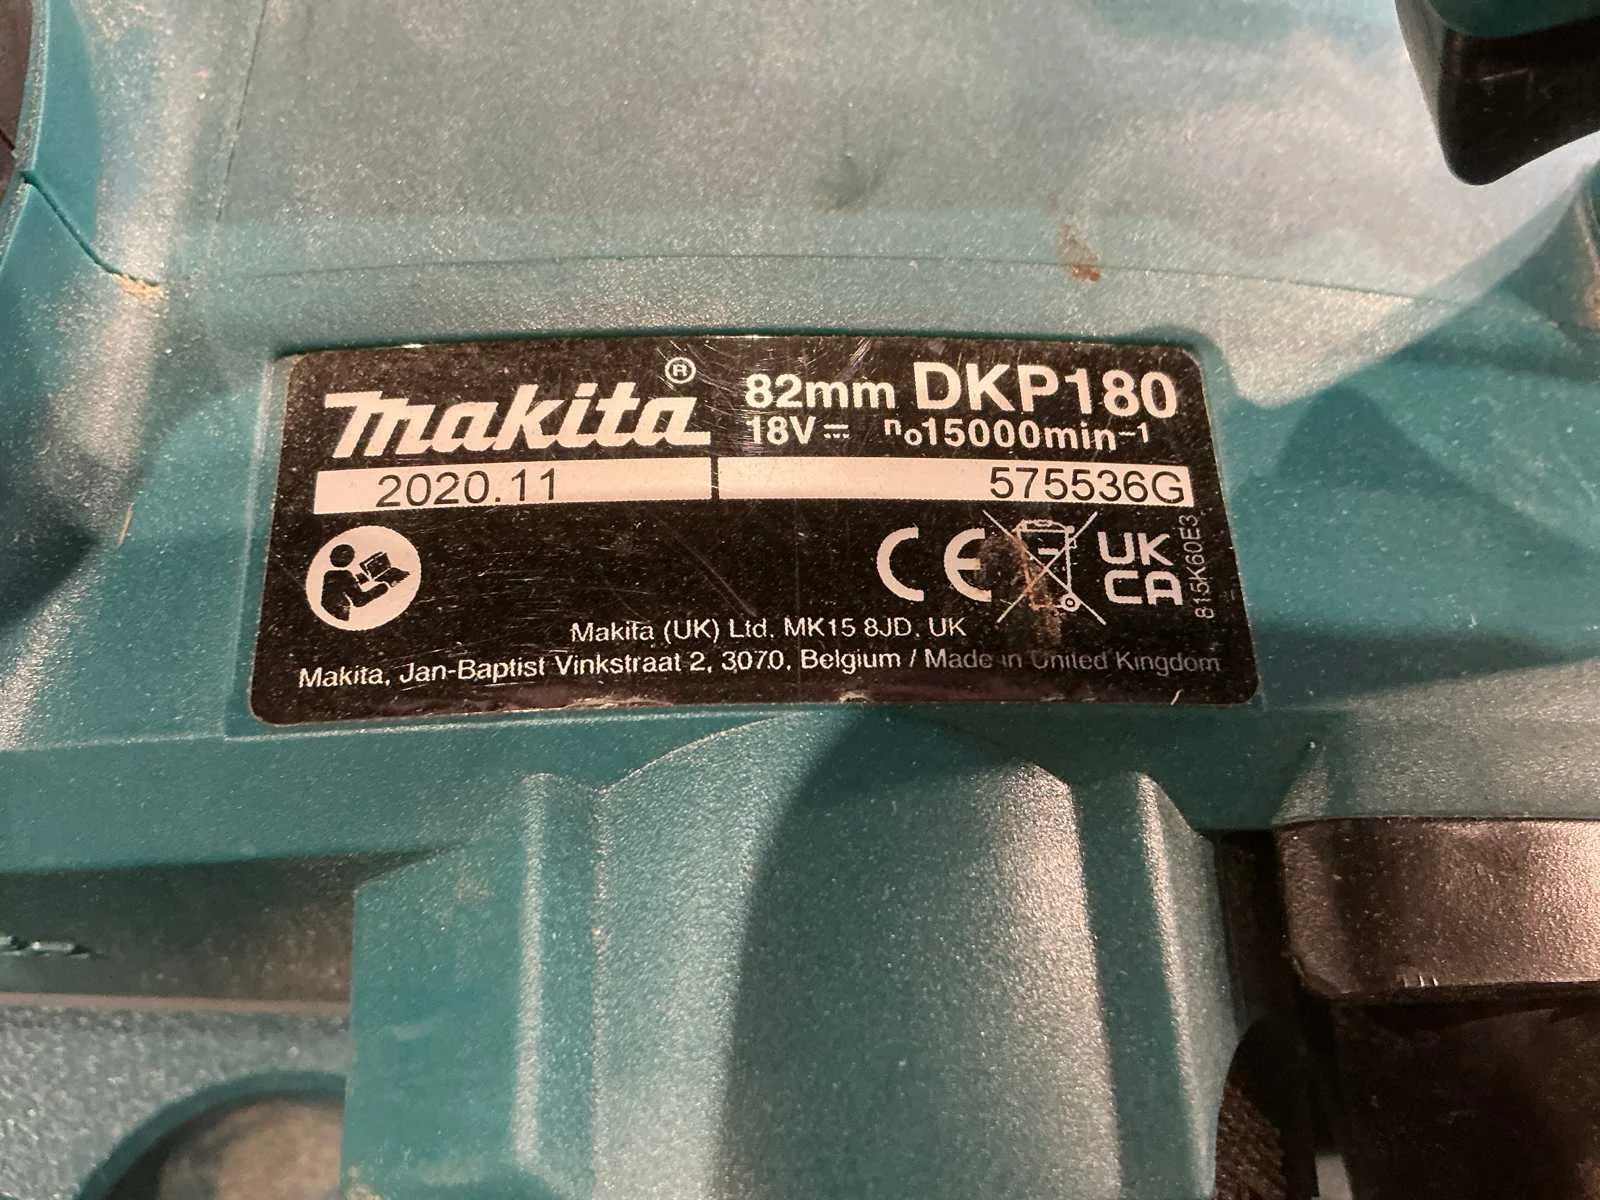 makita®
82mm DKP180
18V⎓ n₀15000min⁻¹
2020.11
575536G
CE
UK
CA
815K60E3
Makita (UK) Ltd. MK15 8JD. UK
Makita, Jan-Baptist Vinkstraat 2, 3070, Belgium / Made in United Kingdom